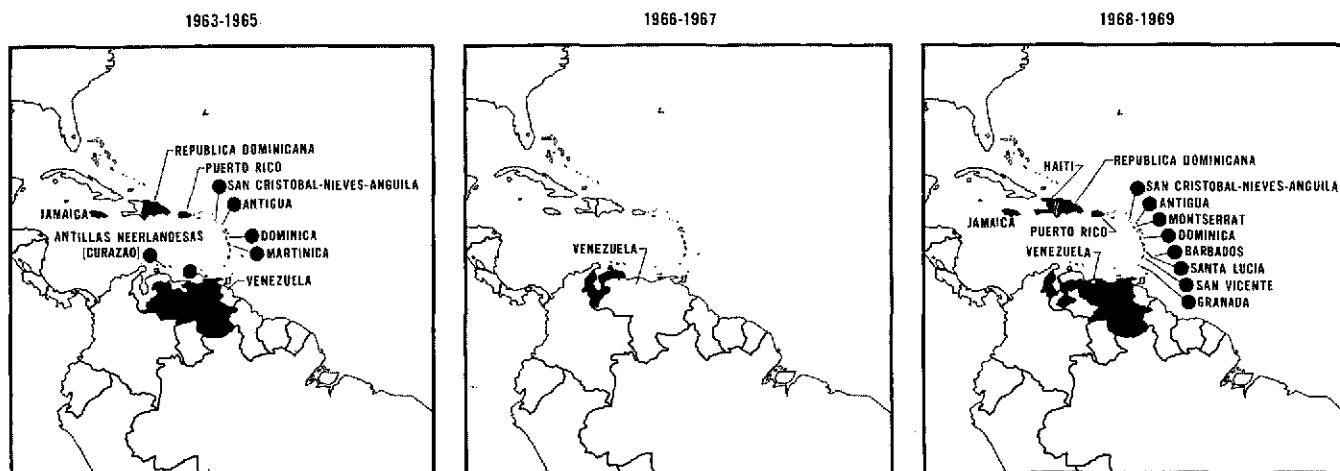 1963-1965
REPUBLICA DOMINICANA
PUERTO RICO
SAN CRISTOBAL-NIEVES-ANGUILA
ANTIGUA
JAMAICA
ANTILLAS NEERLANDESAS
(CURAZAO)
DOMINICA
MARTINICA
VENEZUELA
1966-1967
VENEZUELA
1968-1969
HAITI
REPUBLICA DOMINICANA
SAN CRISTOBAL-NIEVES-ANGUILA
ANTIGUA
MONTSERRAT
JAMAICA
PUERTO RICO
DOMINICA
VENEZUELA
BARBADOS
SANTA LUCIA
SAN VICENTE
GRANADA